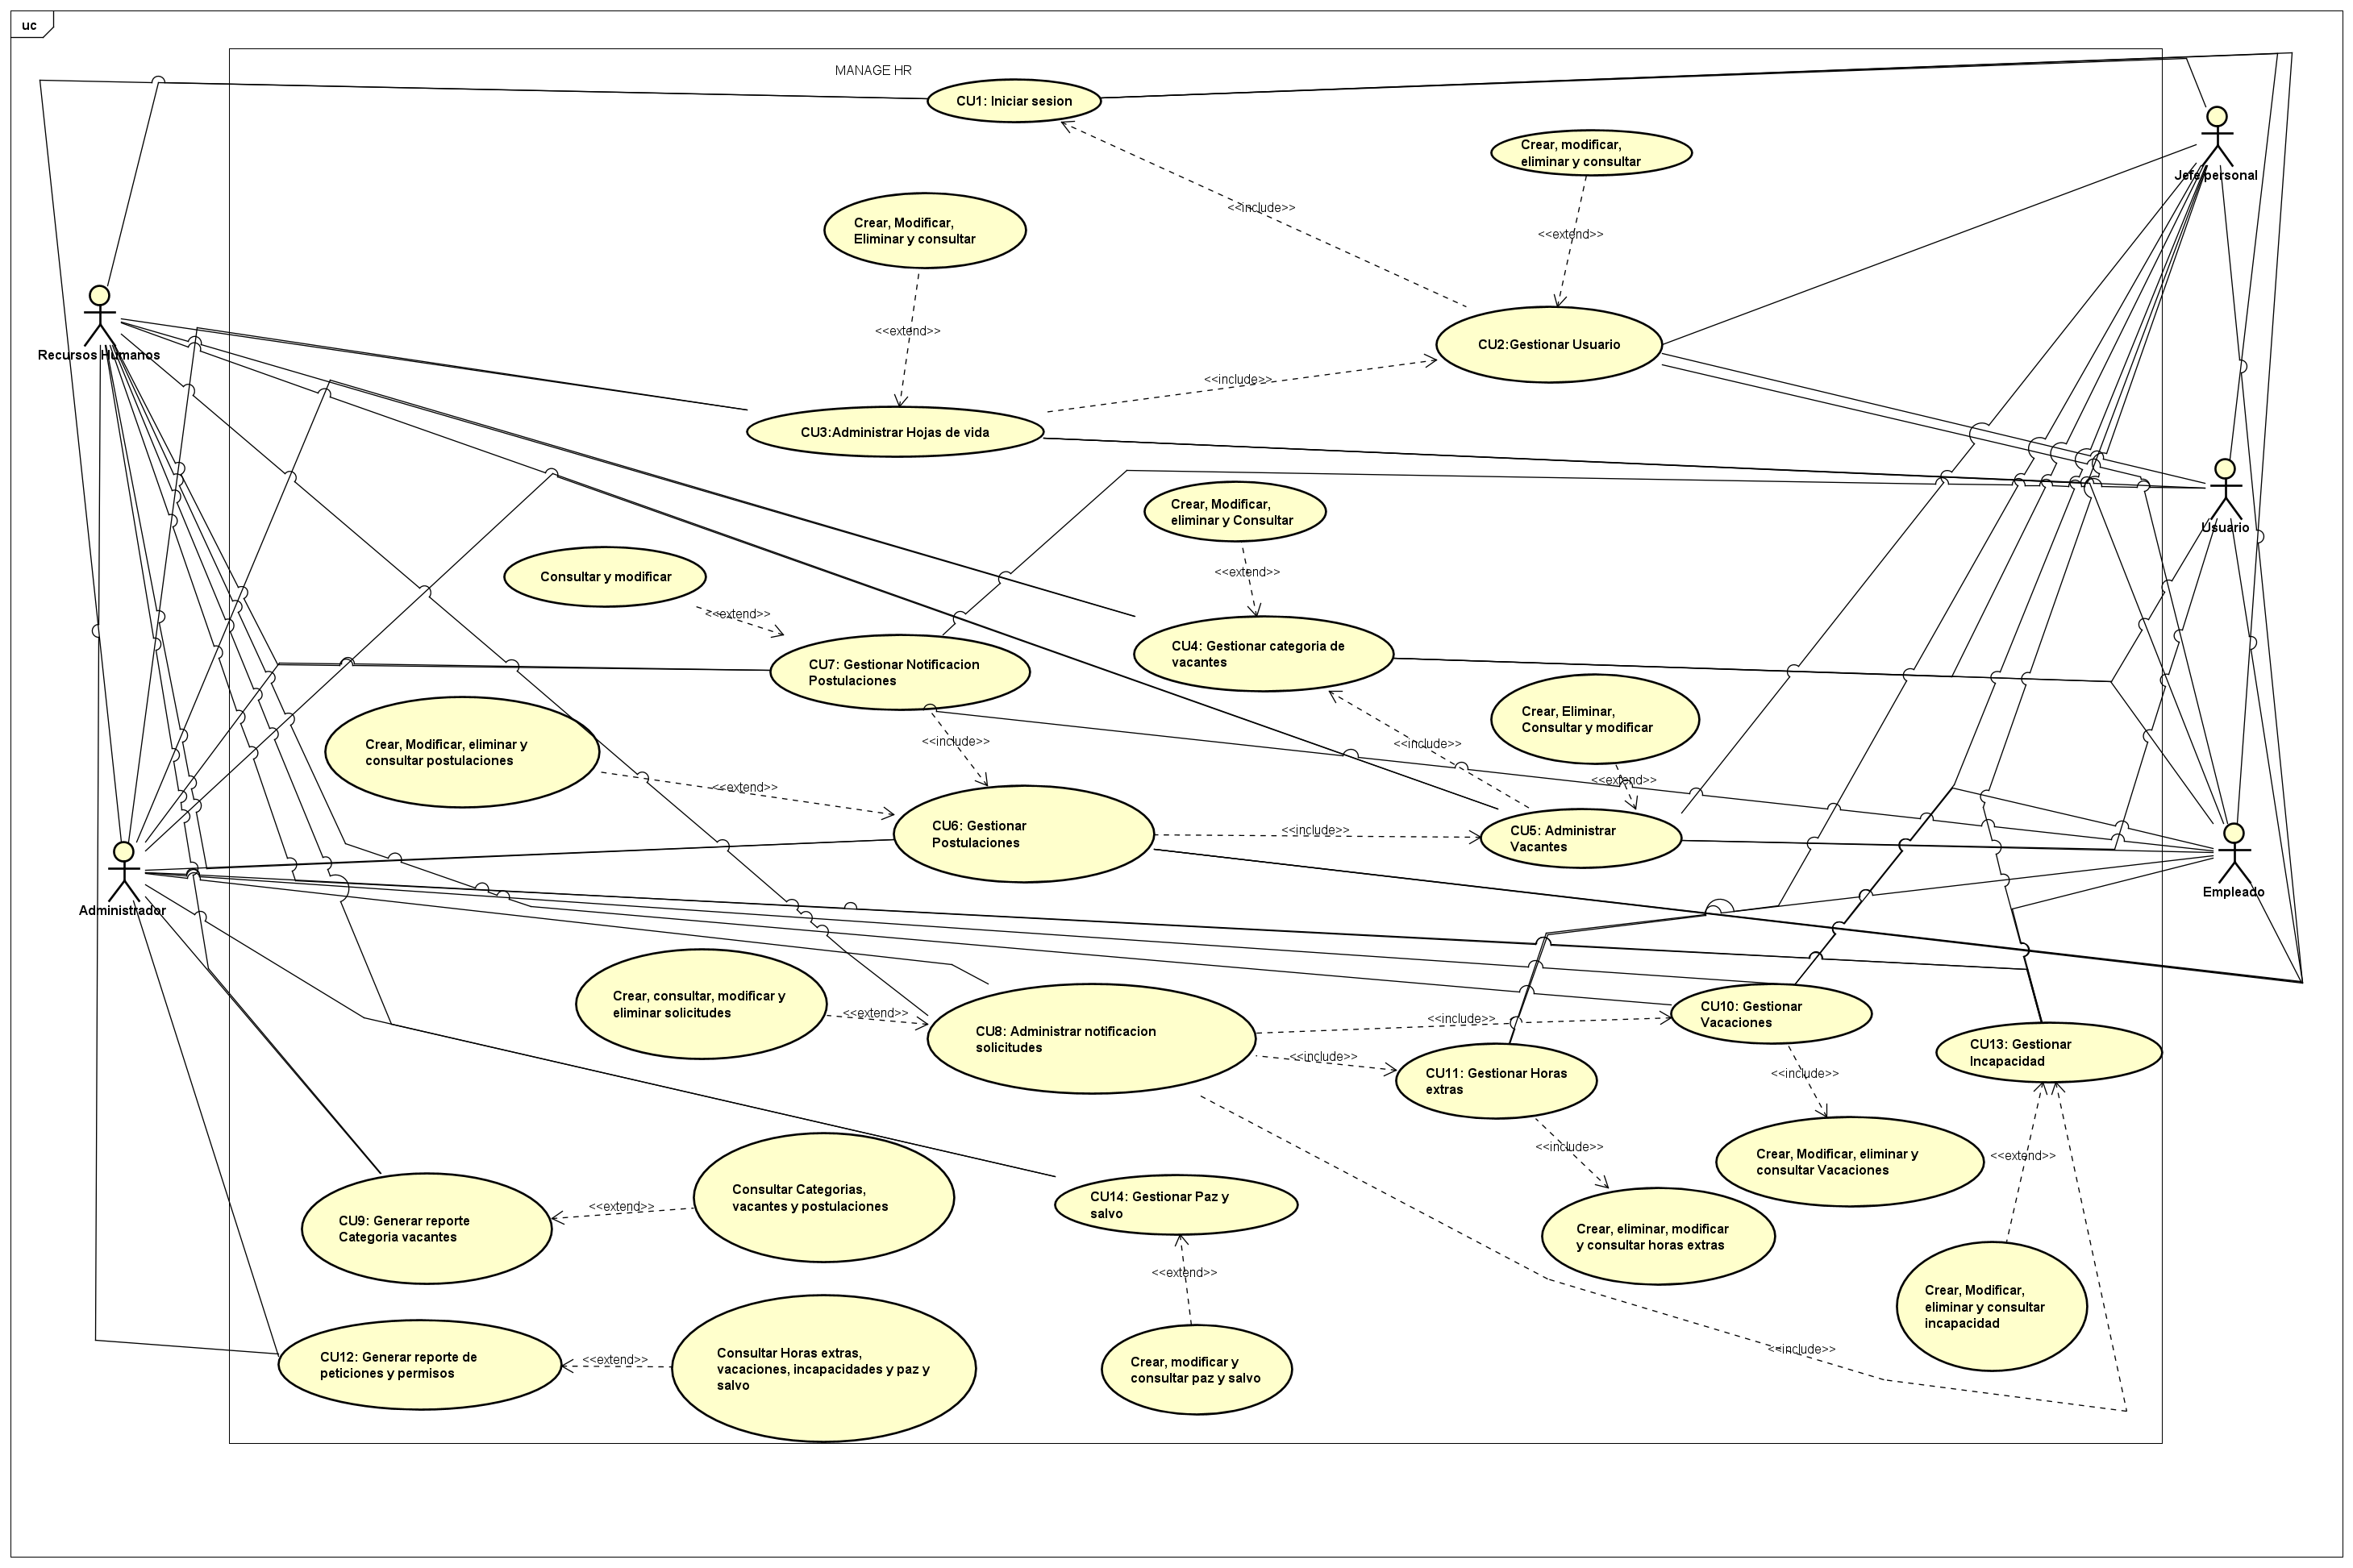 uc
MANAGE HR
CU1: Iniciar sesion
Crear, modificar,
eliminar y consultar
Jefe personal
<<include>>
Crear, Modificar,
Eliminar y consultar
<<extend>>
Recursos Humanos
<<extend>>
CU2:Gestionar Usuario
<<include>>
CU3:Administrar Hojas de vida
Crear, Modificar,
eliminar y Consultar
Usuario
Consultar y modificar
<<extend>>
<<extend>>
CU7: Gestionar Notificacion
Postulaciones
CU4: Gestionar categoria de
vacantes
Crear, Modificar, eliminar y
consultar postulaciones
<<include>>
<<include>>
Crear, Eliminar,
Consultar y modificar
<<extend>>
<<extend>>
CU6: Gestionar
Postulaciones
<<include>>
CU5: Administrar
Vacantes
Administrador
Empleado
Crear, consultar, modificar y
eliminar solicitudes
<<extend>>
CU8: Administrar notificacion
solicitudes
<<include>>
<<include>>
CU10: Gestionar
Vacaciones
CU11: Gestionar Horas
extras
CU13: Gestionar
Incapacidad
<<include>>
<<include>>
<<extend>>
Crear, Modificar, eliminar y
consultar Vacaciones
CU9: Generar reporte
Categoria vacantes
<<extend>>
Consultar Categorias,
vacantes y postulaciones
CU14: Gestionar Paz y
salvo
<<extend>>
Crear, eliminar, modificar
y consultar horas extras
Crear, Modificar,
eliminar y consultar
incapacidad
<<include>>
CU12: Generar reporte de
peticiones y permisos
<<extend>>
Consultar Horas extras,
vacaciones, incapacidades y paz y
salvo
Crear, modificar y
consultar paz y salvo